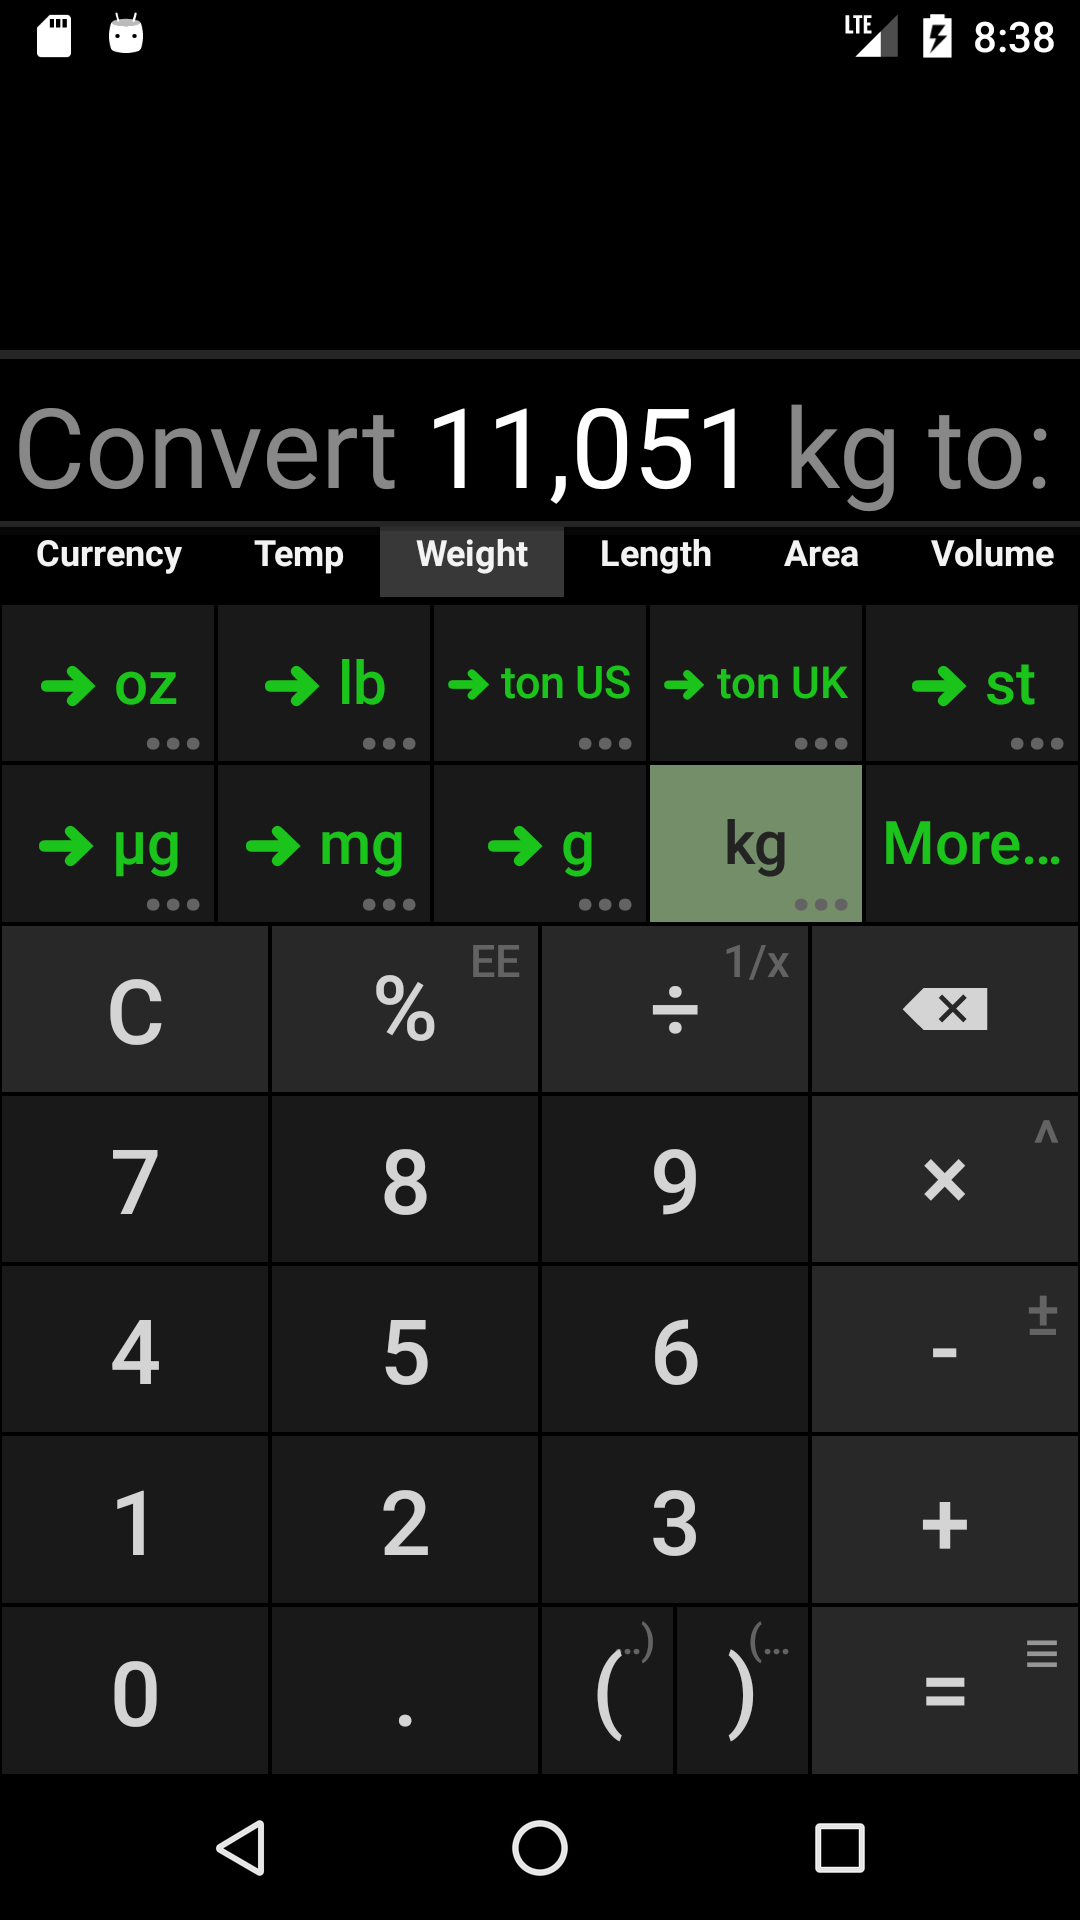 LTE 8:38
Convert 11,051 kg to:
Currency Temp Weight Length Area Volume
→ oz → lb → ton US → ton UK → st
→ µg → mg → g kg More...
C % EE ÷ 1/x
7 8 9 × ^
4 5 6 - ±
1 2 3 +
0 . ( ..) ) (... = ≡